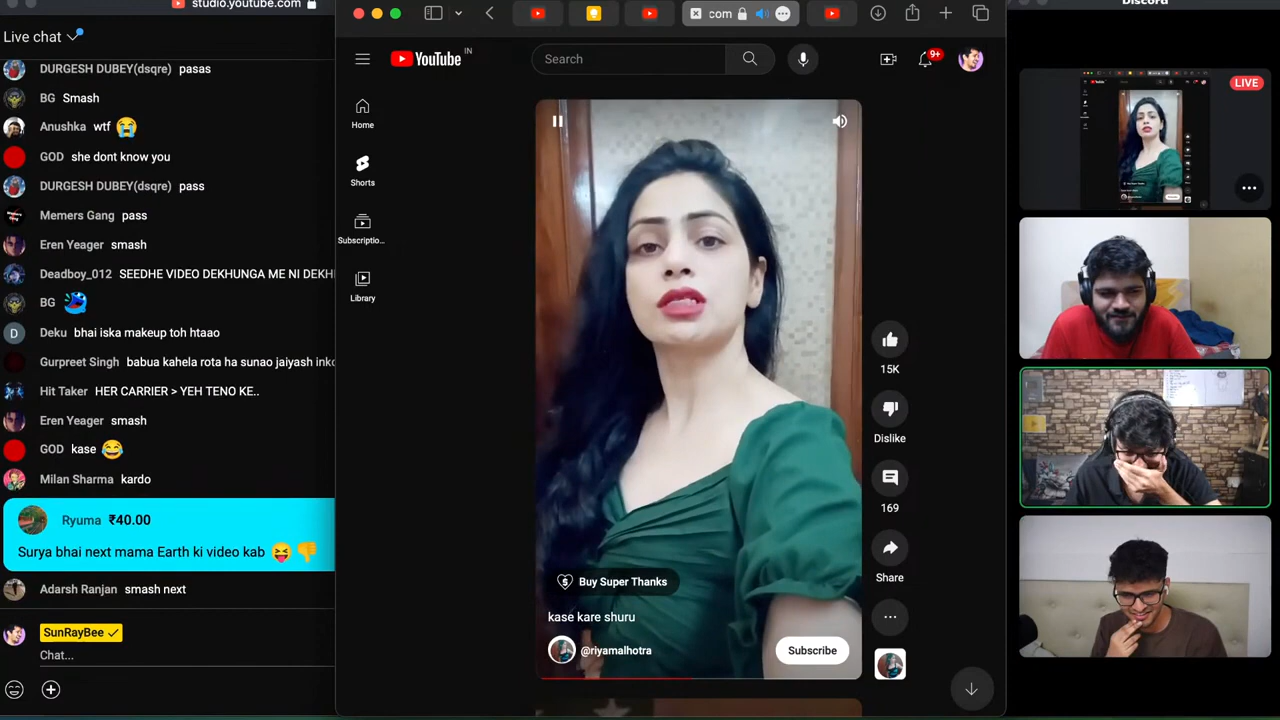 studio.youtube.com
Live chat
DURGESH DUBEY(dsqre) pasas
BG Smash
Anushka wtf 😭
GOD she dont know you
DURGESH DUBEY(dsqre) pass
Memers Gang pass
Eren Yeager smash
Deadboy_012 SEEDHE VIDEO DEKHUNGA ME NI DEKH
BG
D Deku bhai iska makeup toh htaao
Gurpreet Singh babua kahela rota ha sunao jaiyash inko
Hit Taker HER CARRIER > YEH TENO KE..
Eren Yeager smash
GOD kase 😂
Milan Sharma kardo
Ryuma ₹40.00
Surya bhai next mama Earth ki video kab 😝 👎
Adarsh Ranjan smash next
SunRayBee
Chat...
com
YouTube IN
Search
9+
Home
Shorts
Subscriptio...
Library
15K
Dislike
169
Share
Buy Super Thanks
kase kare shuru
@riyamalhotra
Subscribe
Discord
LIVE